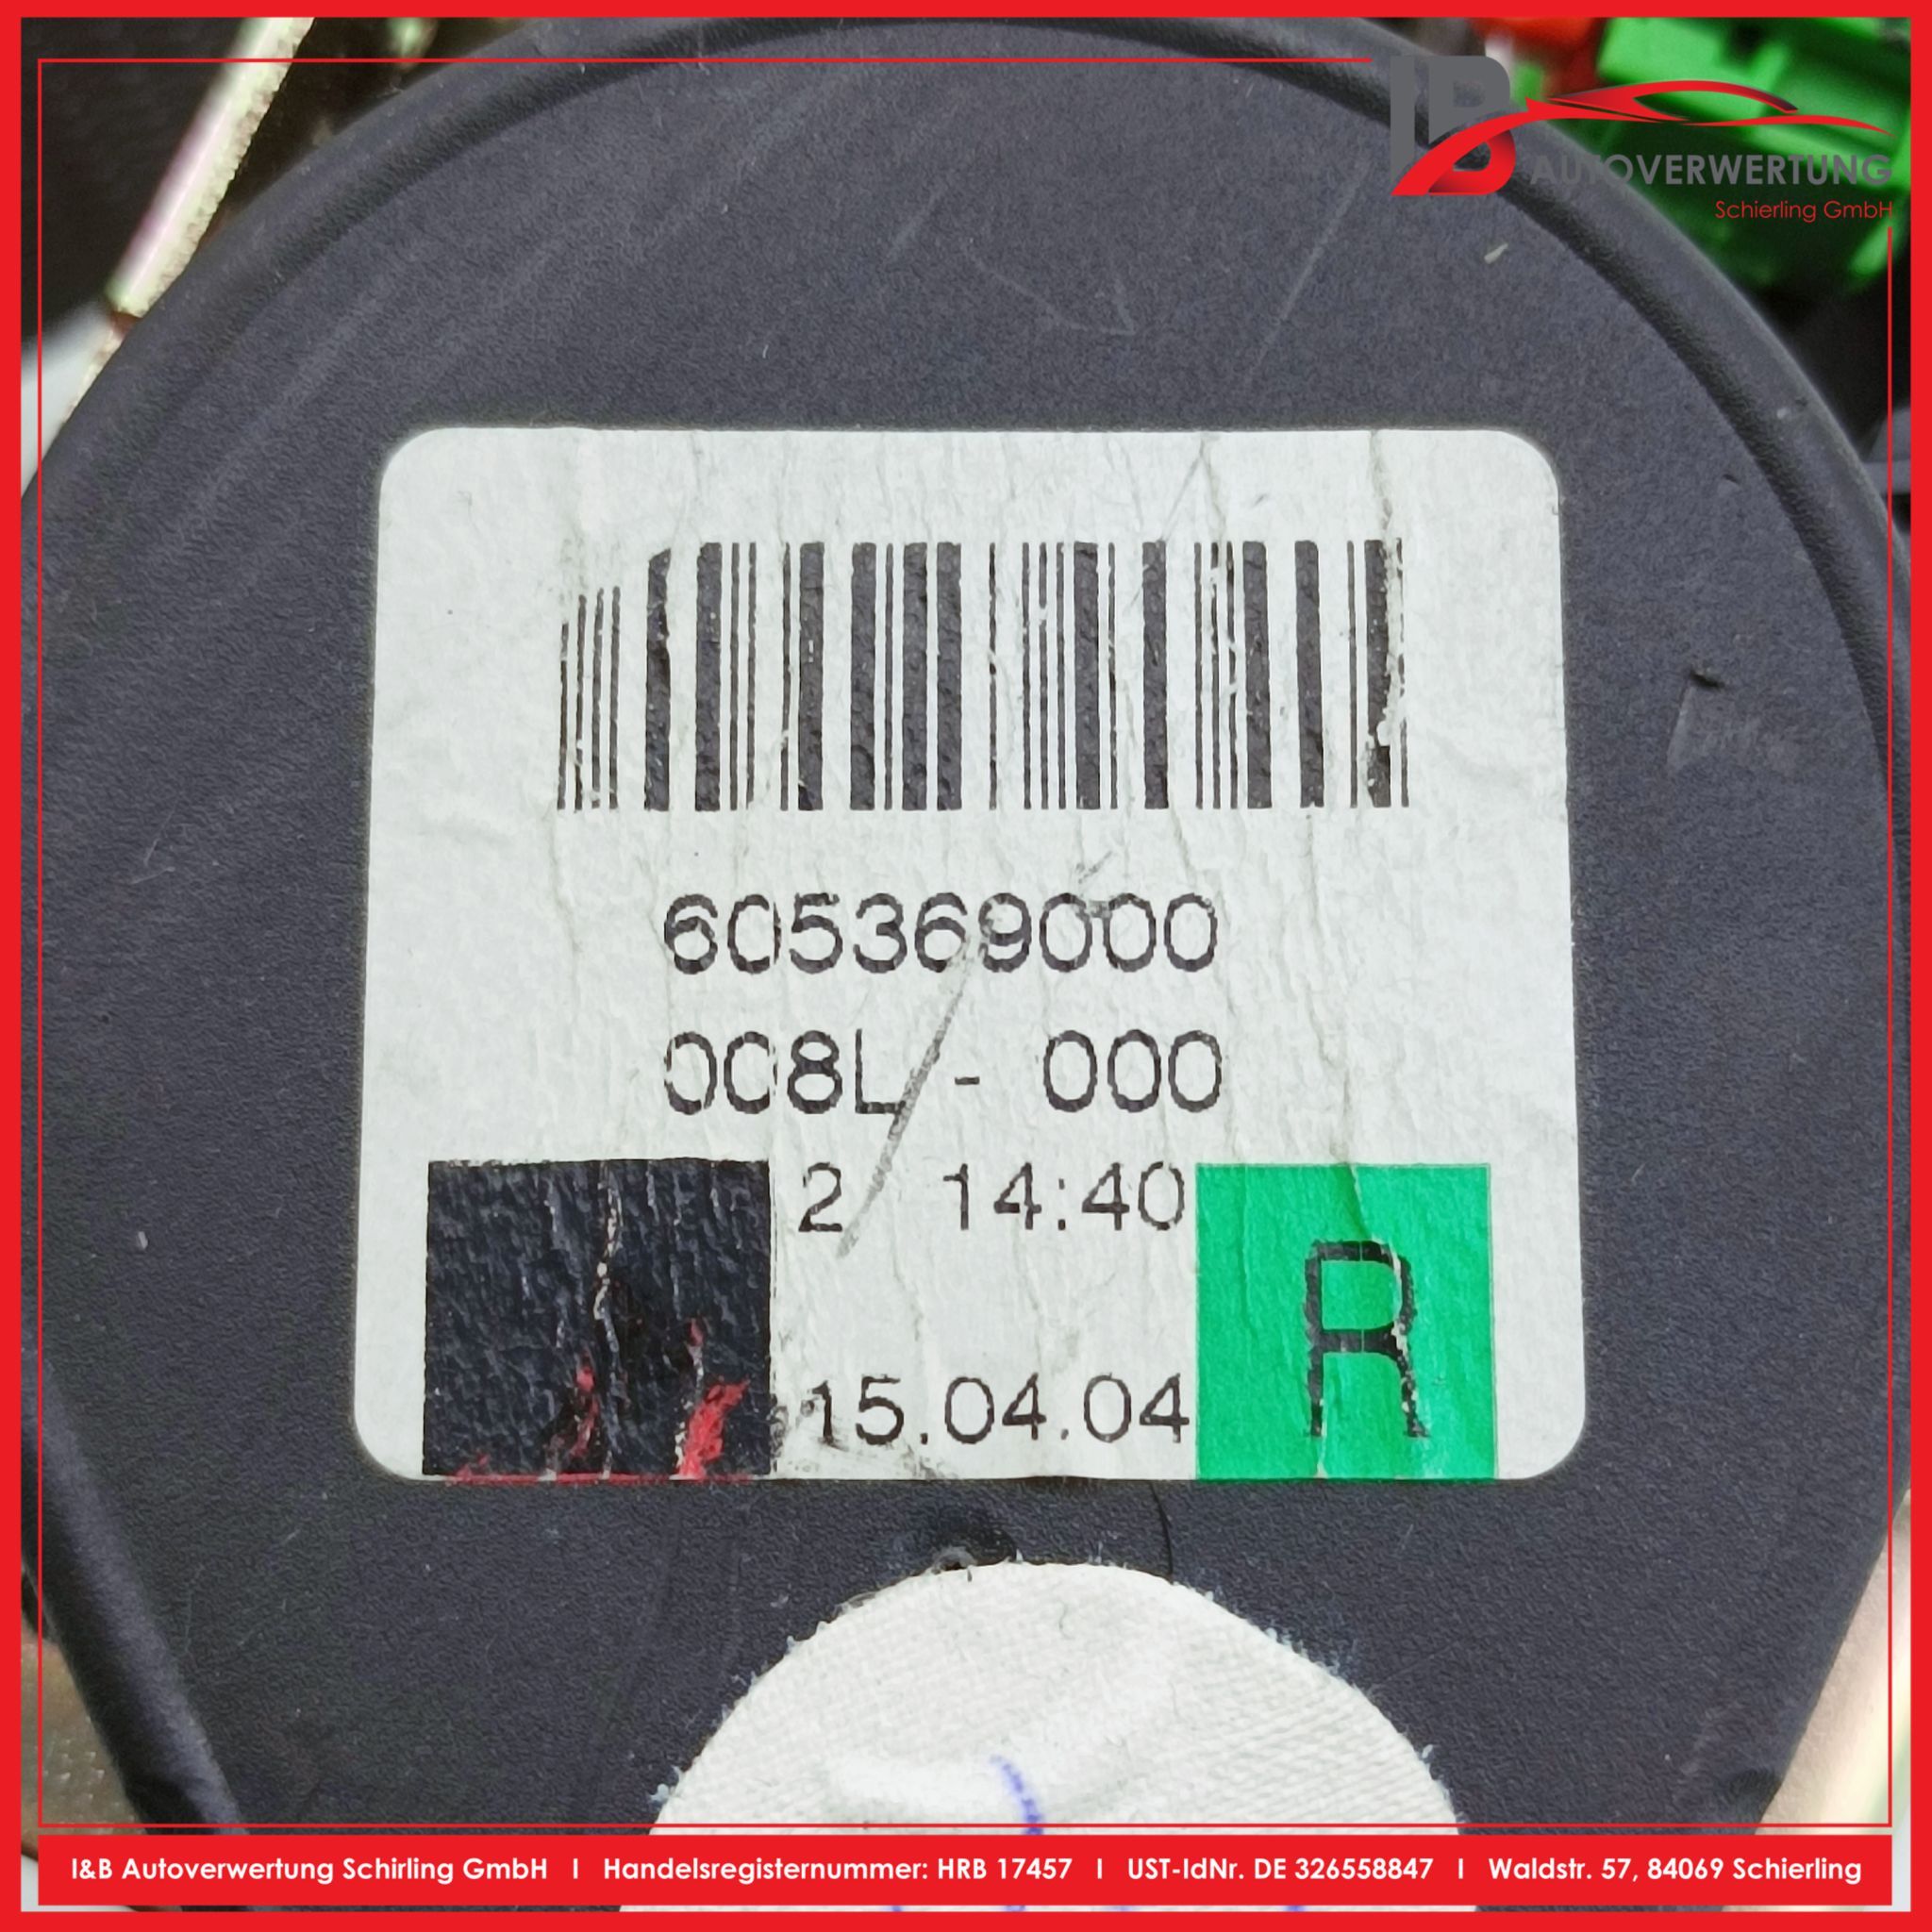 IB
AUTOVERWERTUNG
Schierling GmbH
605369000
008L - 000
2 14:40
R
15.04.04
I&B Autoverwertung Schirling GmbH I Handelsregisternummer: HRB 17457 I UST-IdNr. DE 326558847 I Waldstr. 57, 84069 Schierling